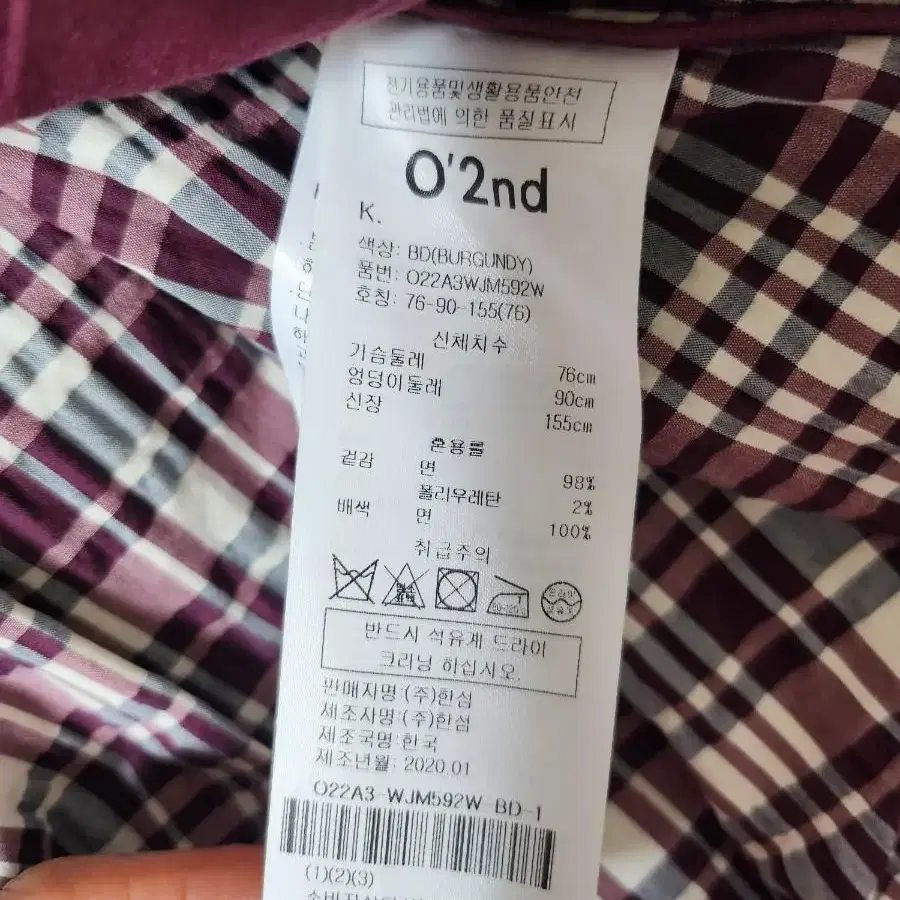 전기용품및생활용품안전
관리법에 의한 품질표시
O'2nd
K.
색상: BD(BURGUNDY)
품번: O22A3WJM592W
호칭: 76-90-155(76)
신체치수
가슴둘레 76cm
엉덩이둘레 90cm
신장 155cm
혼용률
겉감 면 98%
폴리우레탄 2%
배색 면 100%
취급주의
반드시 석유계 드라이
크리닝 하십시오.
판매자명:(주)한섬
제조사명:(주)한섬
제조국명:한국
제조년월: 2020.01
O22A3-WJM592W-BD-1
(1)(2)(3)